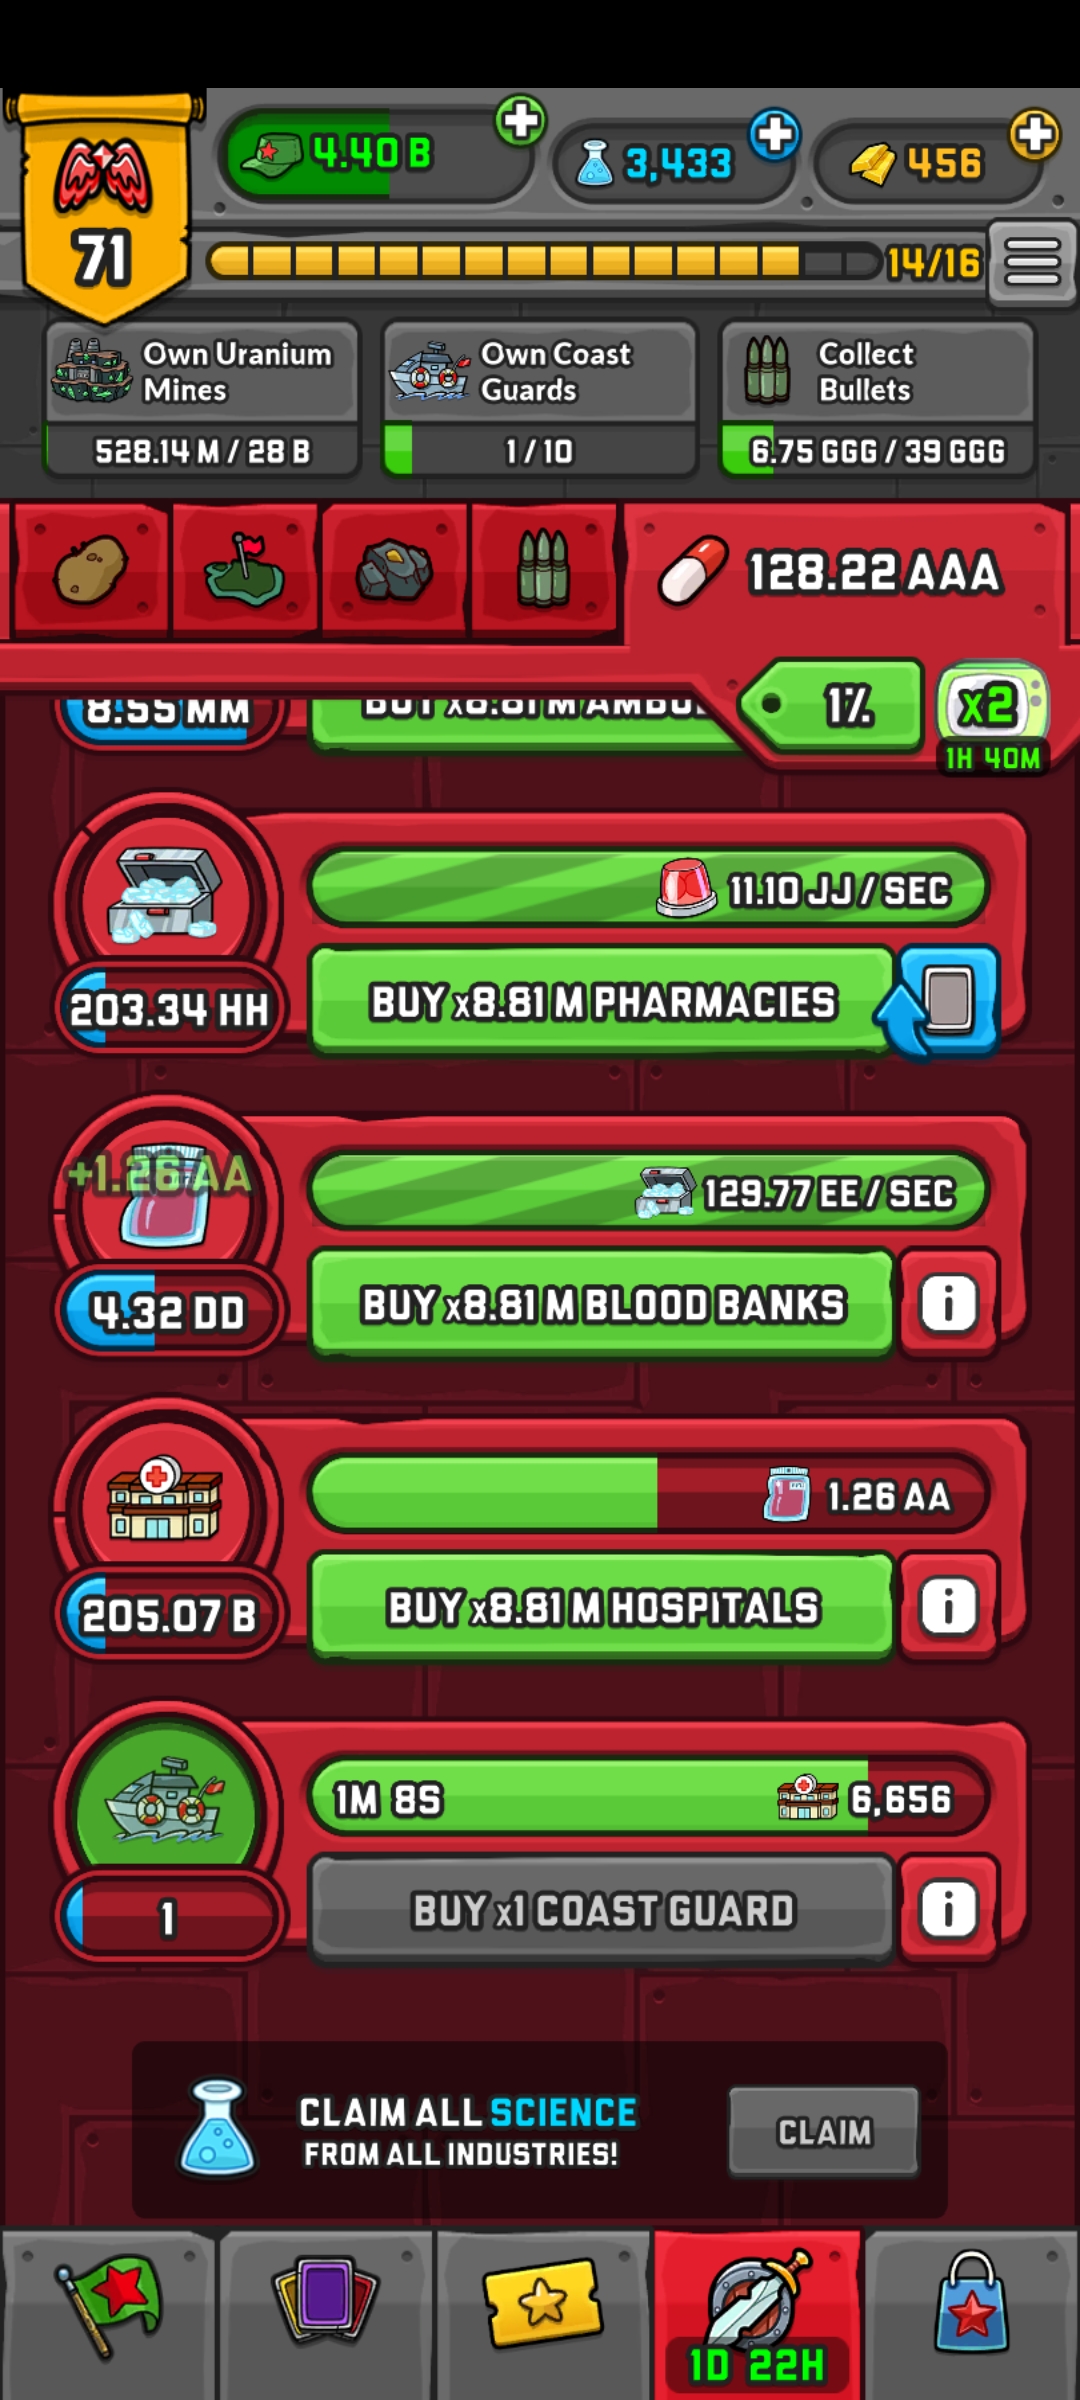 4.40 B
3,433
456
71
14/16
Own Uranium
Mines
528.14 M / 28 B
Own Coast
Guards
1 / 10
Collect
Bullets
6.75 GGG / 39 GGG
128.22 AAA
1%
x2
1H 40M
8.55 MM
BUY x8.81 M AMBU
11.10 JJ / SEC
203.34 HH
BUY x8.81 M PHARMACIES
+1.26 AA
129.77 EE / SEC
4.32 DD
BUY x8.81 M BLOOD BANKS
i
1.26 AA
205.07 B
BUY x8.81 M HOSPITALS
i
1M 8S
6,656
1
BUY x1 COAST GUARD
i
CLAIM ALL SCIENCE
FROM ALL INDUSTRIES!
CLAIM
1D 22H